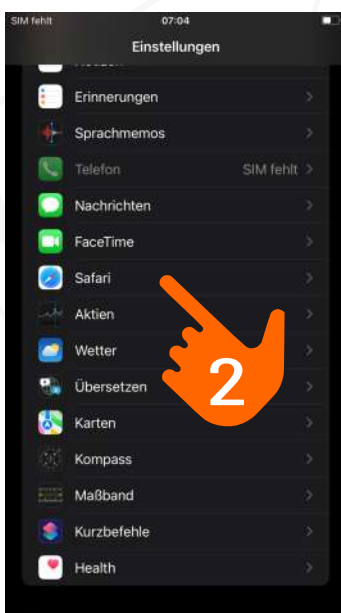 SIM fehlt 07:04
Einstellungen
Erinnerungen
Sprachmemos
Telefon SIM fehlt
Nachrichten
FaceTime
Safari
Aktien
Wetter
Übersetzen
2
Karten
Kompass
Maßband
Kurzbefehle
Health